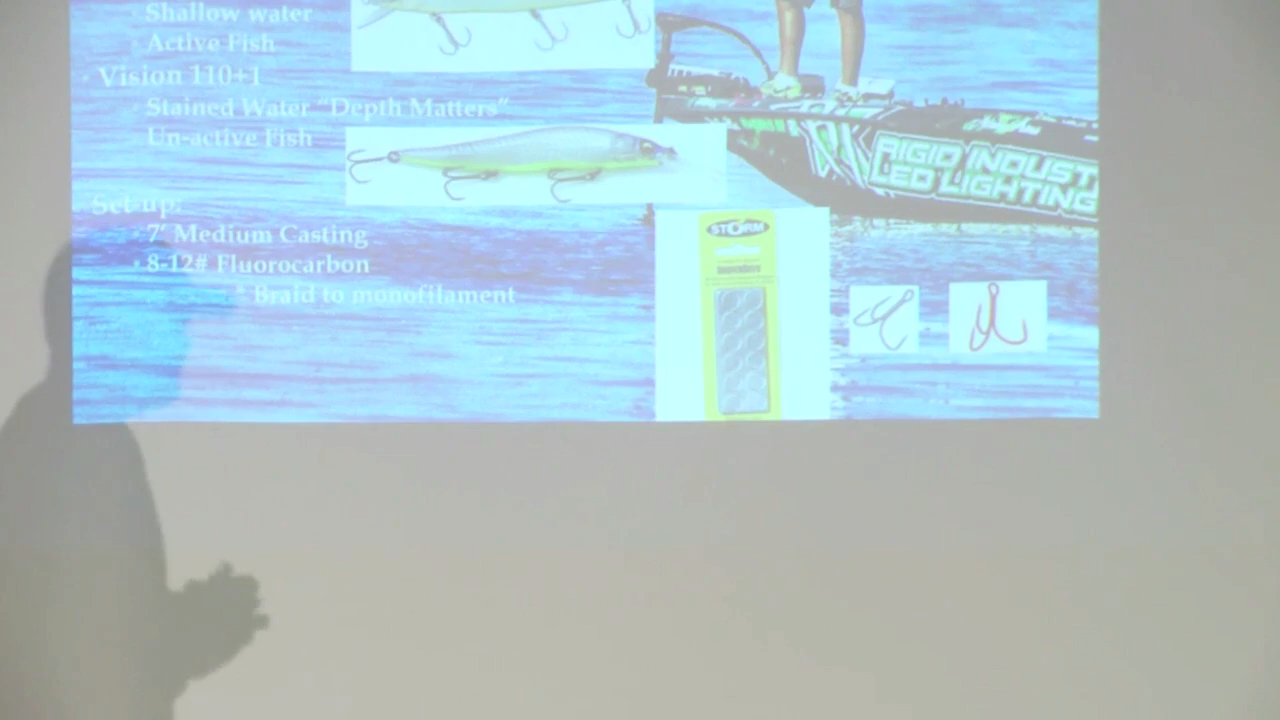 Shallow water
Active Fish
Vision 110+1
Stained Water “Depth Matters”
Un-active Fish
Set-up:
7' Medium Casting
8-12# Fluorocarbon
* Braid to monofilament
RIGID INDUST
LED LIGHTING
STORM